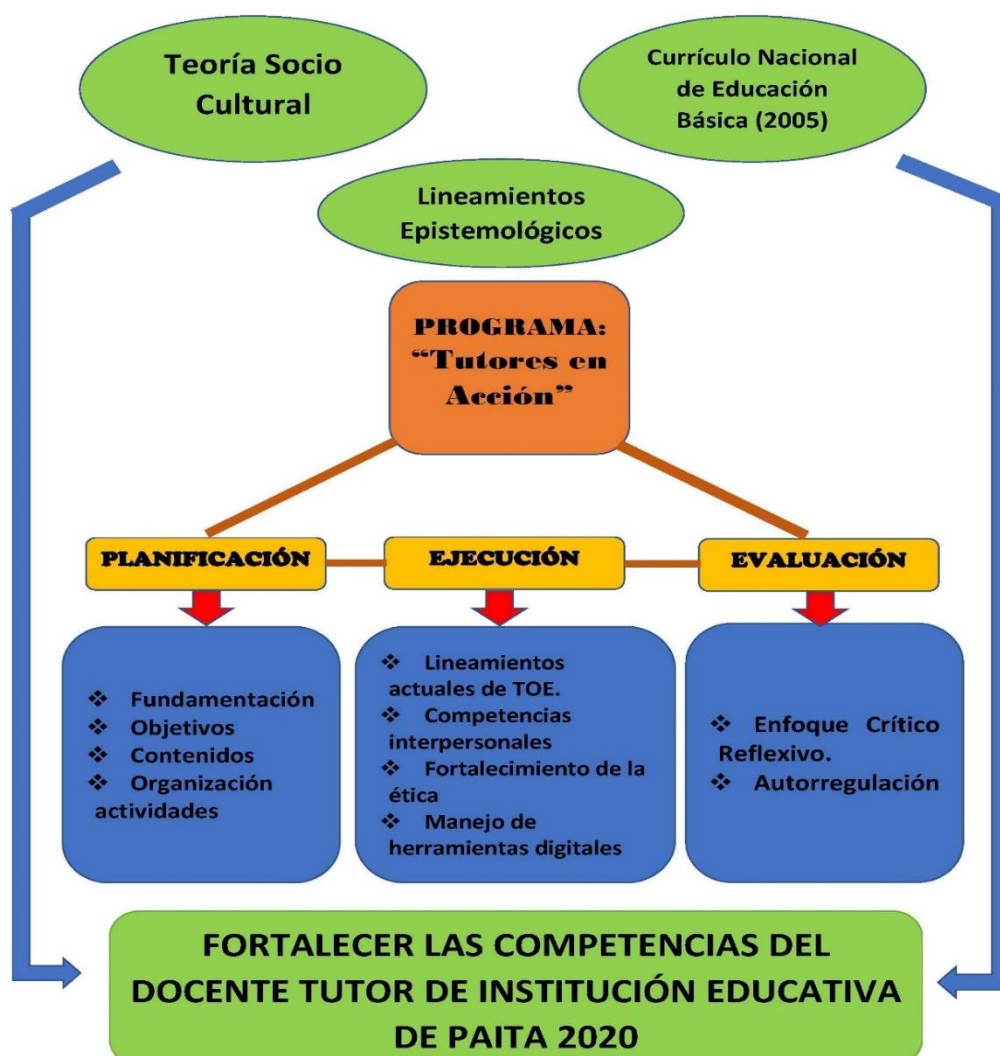 Teoría Socio
Cultural
Currículo Nacional
de Educación
Básica (2005)
Lineamientos
Epistemológicos
PROGRAMA:
“Tutores en
Acción”
PLANIFICACIÓN
EJECUCIÓN
EVALUACIÓN
❖ Fundamentación
❖ Objetivos
❖ Contenidos
❖ Organización
actividades
❖ Lineamientos
actuales de TOE.
❖ Competencias
interpersonales
❖ Fortalecimiento de la
ética
❖ Manejo de
herramientas digitales
❖ Enfoque Crítico
Reflexivo.
❖ Autorregulación
FORTALECER LAS COMPETENCIAS DEL
DOCENTE TUTOR DE INSTITUCIÓN EDUCATIVA
DE PAITA 2020